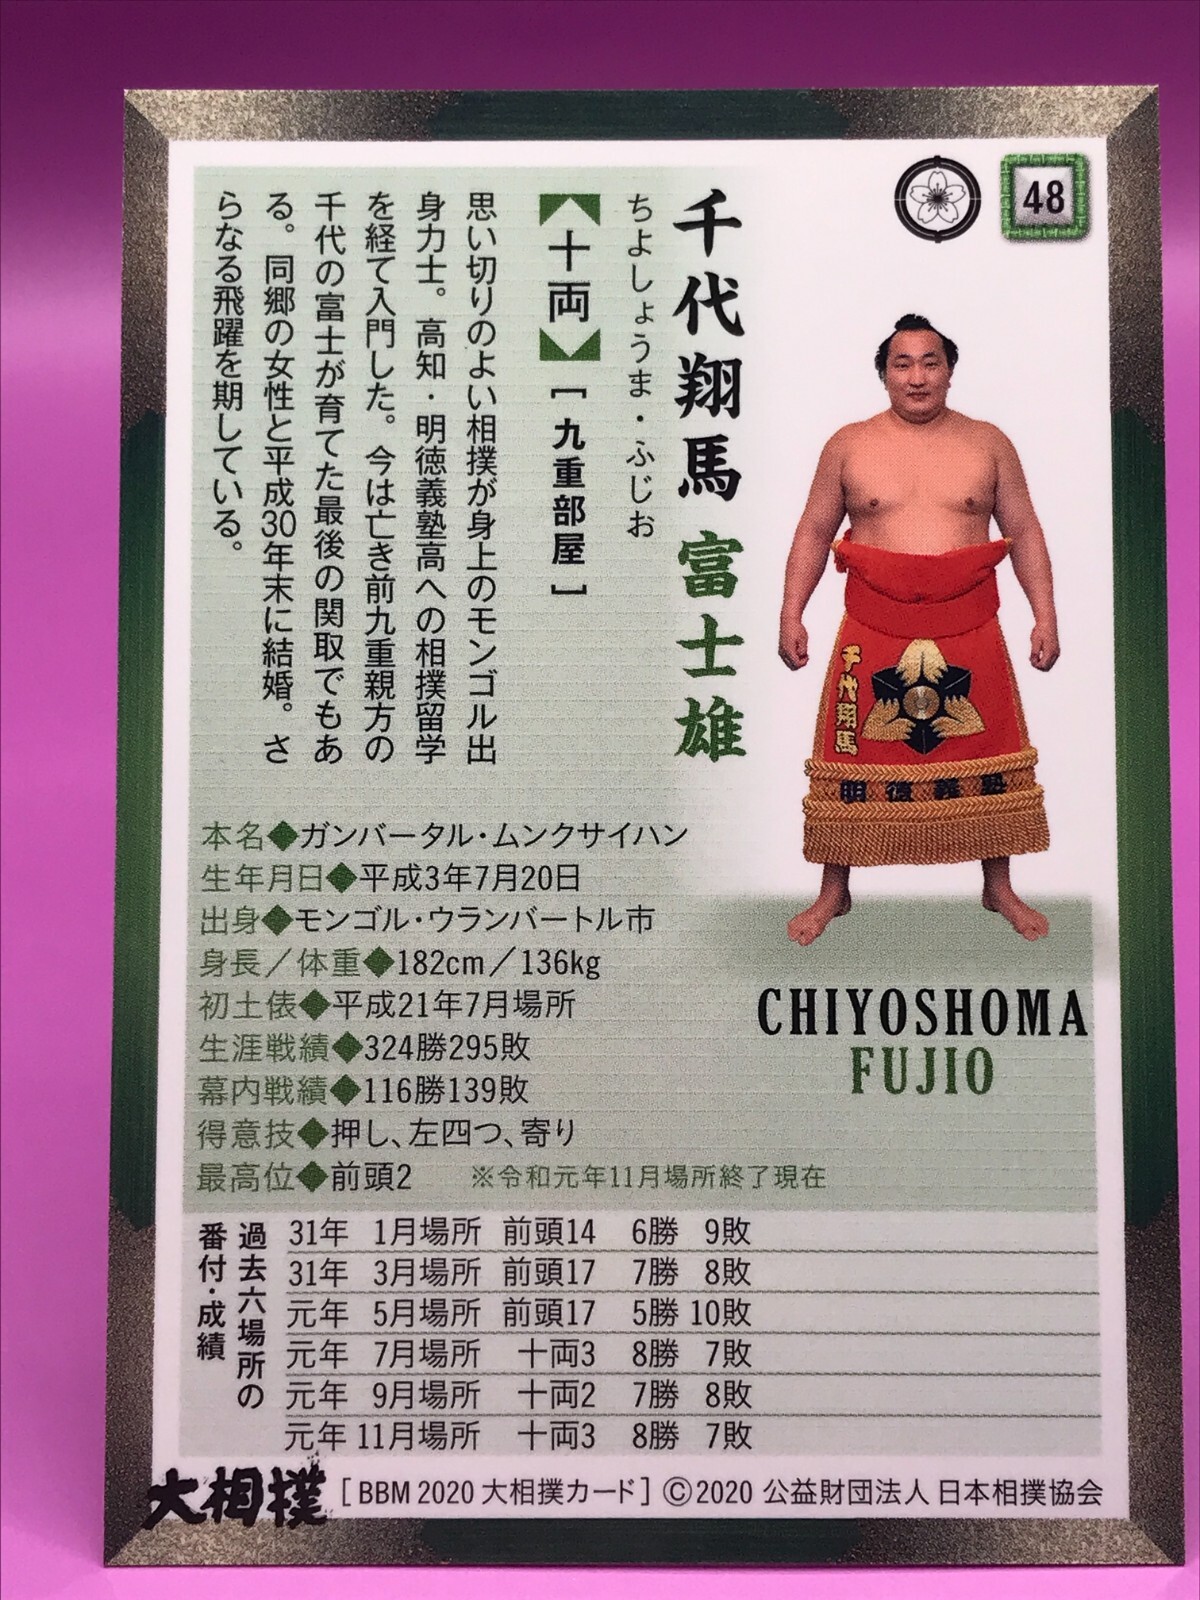 48
千代翔馬 富士雄
ちよしょうま・ふじお
【十両】［九重部屋］
思い切りのよい相撲が身上のモンゴル出
身力士。高知・明徳義塾高への相撲留学
を経て入門した。今は亡き前九重親方の
千代の富士が育てた最後の関取でもあ
る。同郷の女性と平成30年末に結婚。さ
らなる飛躍を期している。
千代翔馬
明徳義塾
本名◆ガンバータル・ムンクサイハン
生年月日◆平成3年7月20日
出身◆モンゴル・ウランバートル市
身長／体重◆182cm／136kg
初土俵◆平成21年7月場所
生涯戦績◆324勝295敗
幕内戦績◆116勝139敗
得意技◆押し、左四つ、寄り
最高位◆前頭2 ※令和元年11月場所終了現在
CHIYOSHOMA
FUJIO
過去六場所の
番付・成績
31年 1月場所 前頭14 6勝 9敗
31年 3月場所 前頭17 7勝 8敗
元年 5月場所 前頭17 5勝 10敗
元年 7月場所 十両3 8勝 7敗
元年 9月場所 十両2 7勝 8敗
元年 11月場所 十両3 8勝 7敗
大相撲 ［BBM 2020 大相撲カード］©2020 公益財団法人 日本相撲協会